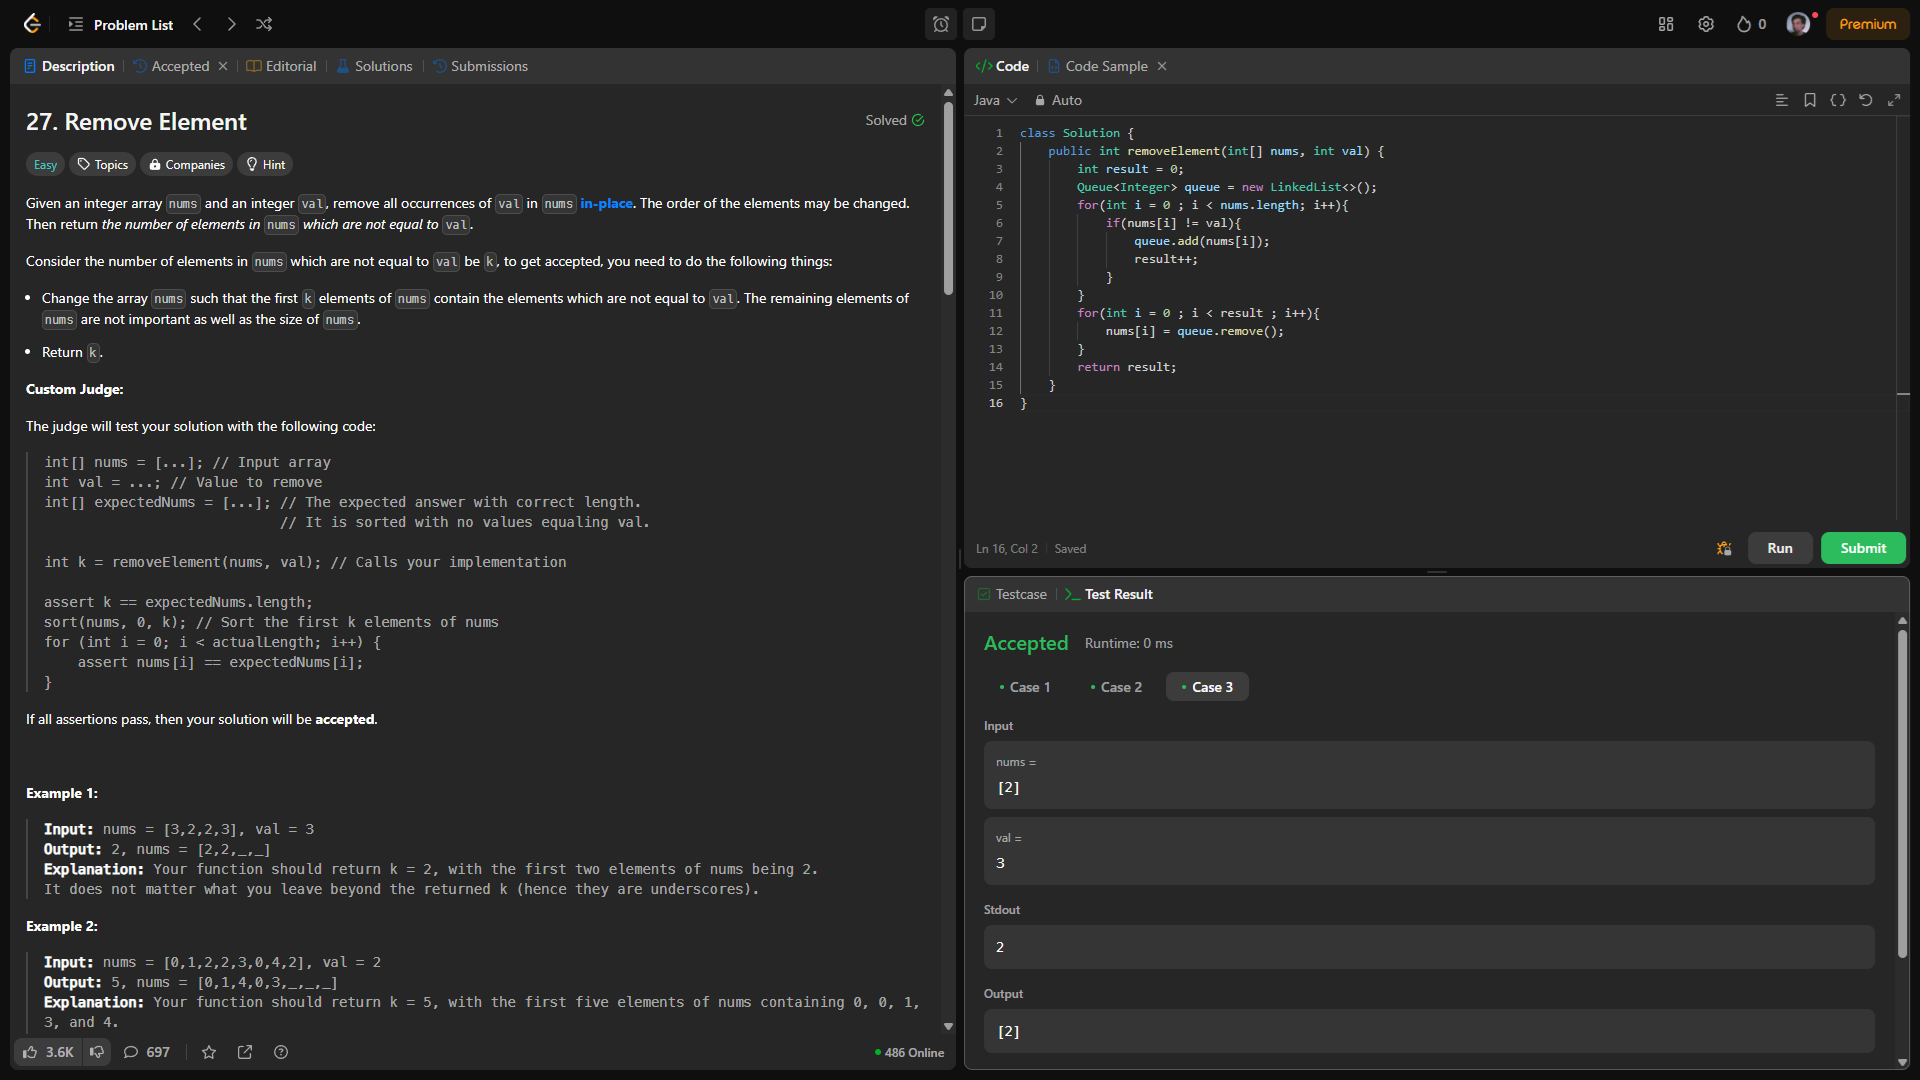 Problem List
0
Premium
Description
Accepted
Editorial
Solutions
Submissions
27. Remove Element
Solved
Easy
Topics
Companies
Hint
Given an integer array nums and an integer val, remove all occurrences of val in nums in-place. The order of the elements may be changed.
Then return the number of elements in nums which are not equal to val.
Consider the number of elements in nums which are not equal to val be k, to get accepted, you need to do the following things:
• Change the array nums such that the first k elements of nums contain the elements which are not equal to val. The remaining elements of
nums are not important as well as the size of nums.
• Return k.
Custom Judge:
The judge will test your solution with the following code:
int[] nums = [...]; // Input array
int val = ...; // Value to remove
int[] expectedNums = [...]; // The expected answer with correct length.
// It is sorted with no values equaling val.
int k = removeElement(nums, val); // Calls your implementation
assert k == expectedNums.length;
sort(nums, 0, k); // Sort the first k elements of nums
for (int i = 0; i < actualLength; i++) {
assert nums[i] == expectedNums[i];
}
If all assertions pass, then your solution will be accepted.
Example 1:
Input: nums = [3,2,2,3], val = 3
Output: 2, nums = [2,2,_,_]
Explanation: Your function should return k = 2, with the first two elements of nums being 2.
It does not matter what you leave beyond the returned k (hence they are underscores).
Example 2:
Input: nums = [0,1,2,2,3,0,4,2], val = 2
Output: 5, nums = [0,1,4,0,3,_,_,_]
Explanation: Your function should return k = 5, with the first five elements of nums containing 0, 0, 1,
3, and 4.
3.6K
697
486 Online
Code
Code Sample
Java
Auto
1 class Solution {
2 public int removeElement(int[] nums, int val) {
3 int result = 0;
4 Queue<Integer> queue = new LinkedList<>();
5 for(int i = 0 ; i < nums.length; i++){
6 if(nums[i] != val){
7 queue.add(nums[i]);
8 result++;
9 }
10 }
11 for(int i = 0 ; i < result ; i++){
12 nums[i] = queue.remove();
13 }
14 return result;
15 }
16 }
Ln 16, Col 2
Saved
Run
Submit
Testcase
Test Result
Accepted
Runtime: 0 ms
• Case 1
• Case 2
• Case 3
Input
nums =
[2]
val =
3
Stdout
2
Output
[2]